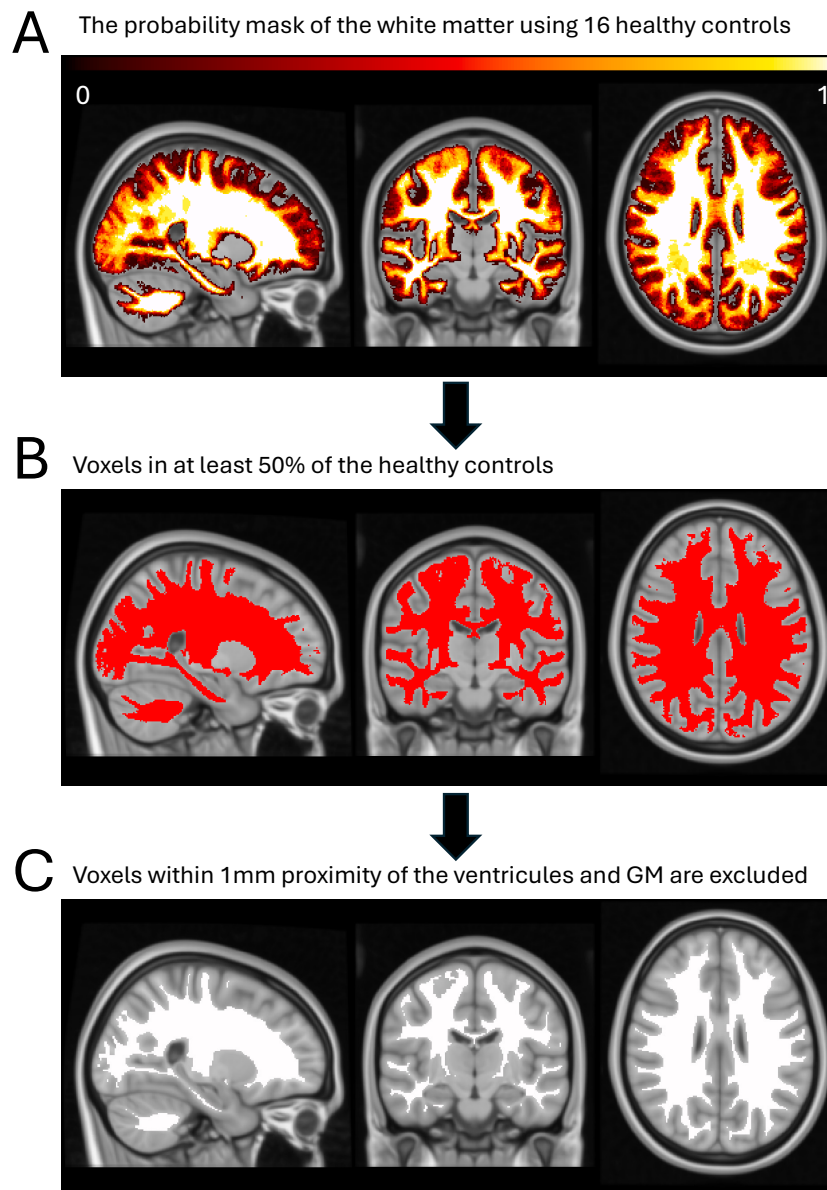 A
The probability mask of the white matter using 16 healthy controls
0
1
B
Voxels in at least 50% of the healthy controls
C
Voxels within 1mm proximity of the ventricules and GM are excluded